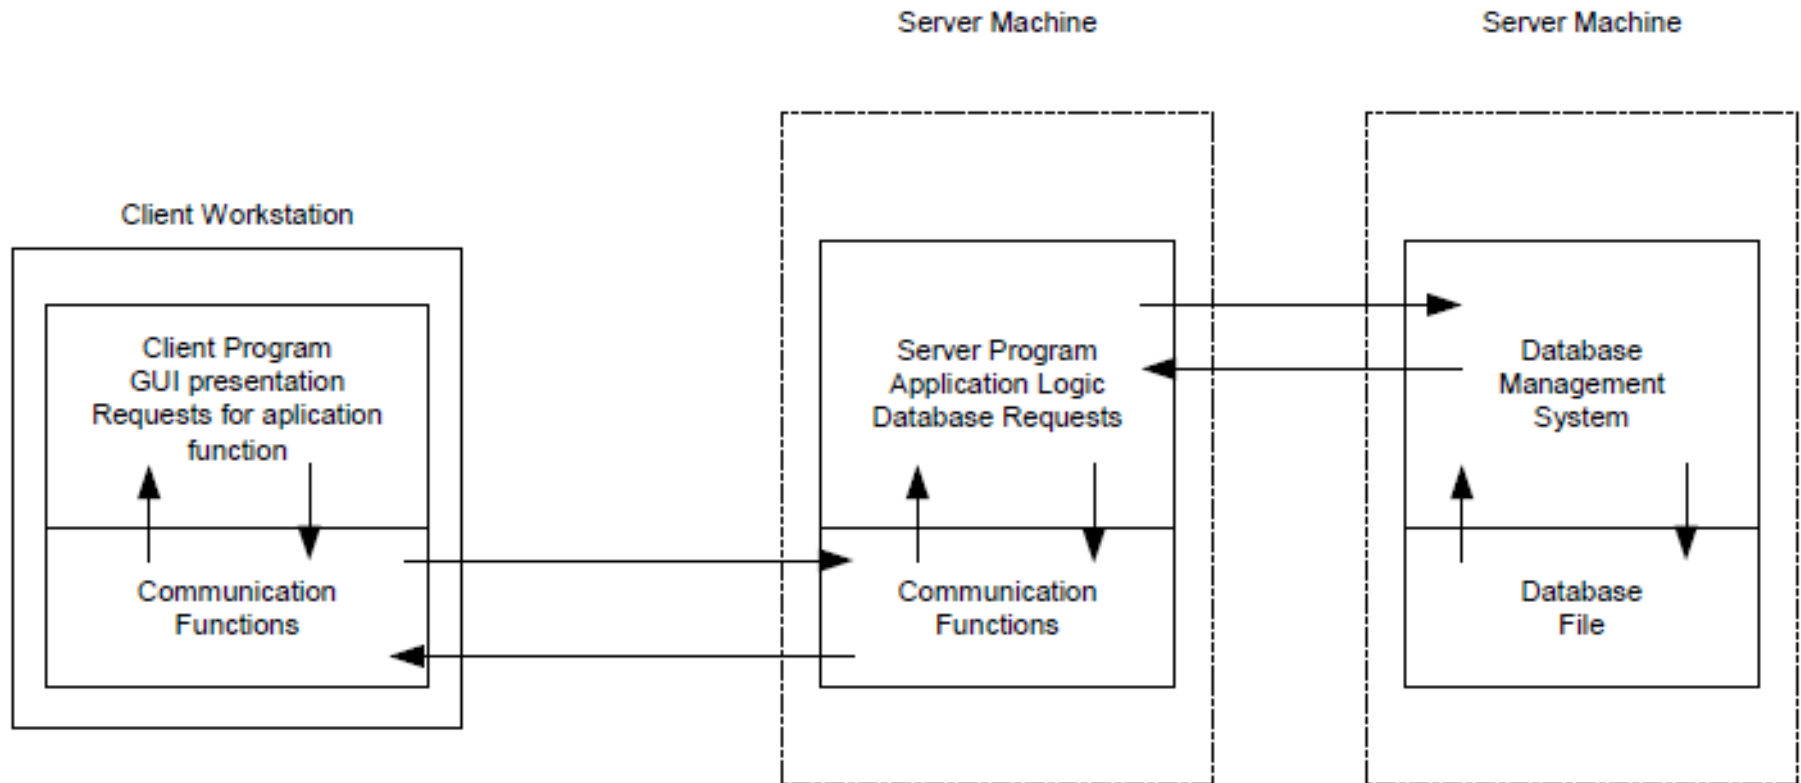 Server Machine
Server Machine
Client Workstation
Client Program
GUI presentation
Requests for aplication
function
Communication
Functions
Server Program
Application Logic
Database Requests
Communication
Functions
Database
Management
System
Database
File